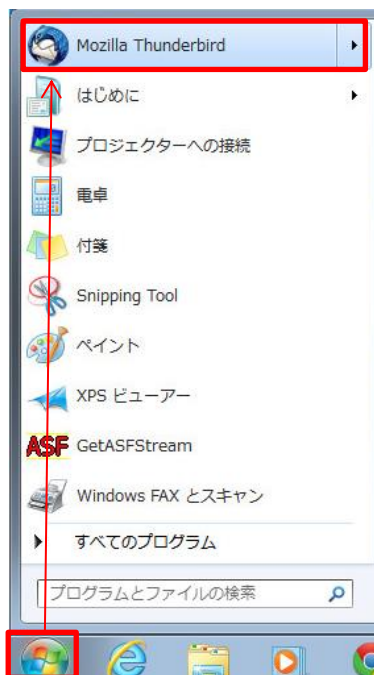 Mozilla Thunderbird
はじめに
プロジェクターへの接続
電卓
付箋
Snipping Tool
ペイント
XPS ビューアー
ASF GetASFStream
Windows FAX とスキャン
すべてのプログラム
プログラムとファイルの検索